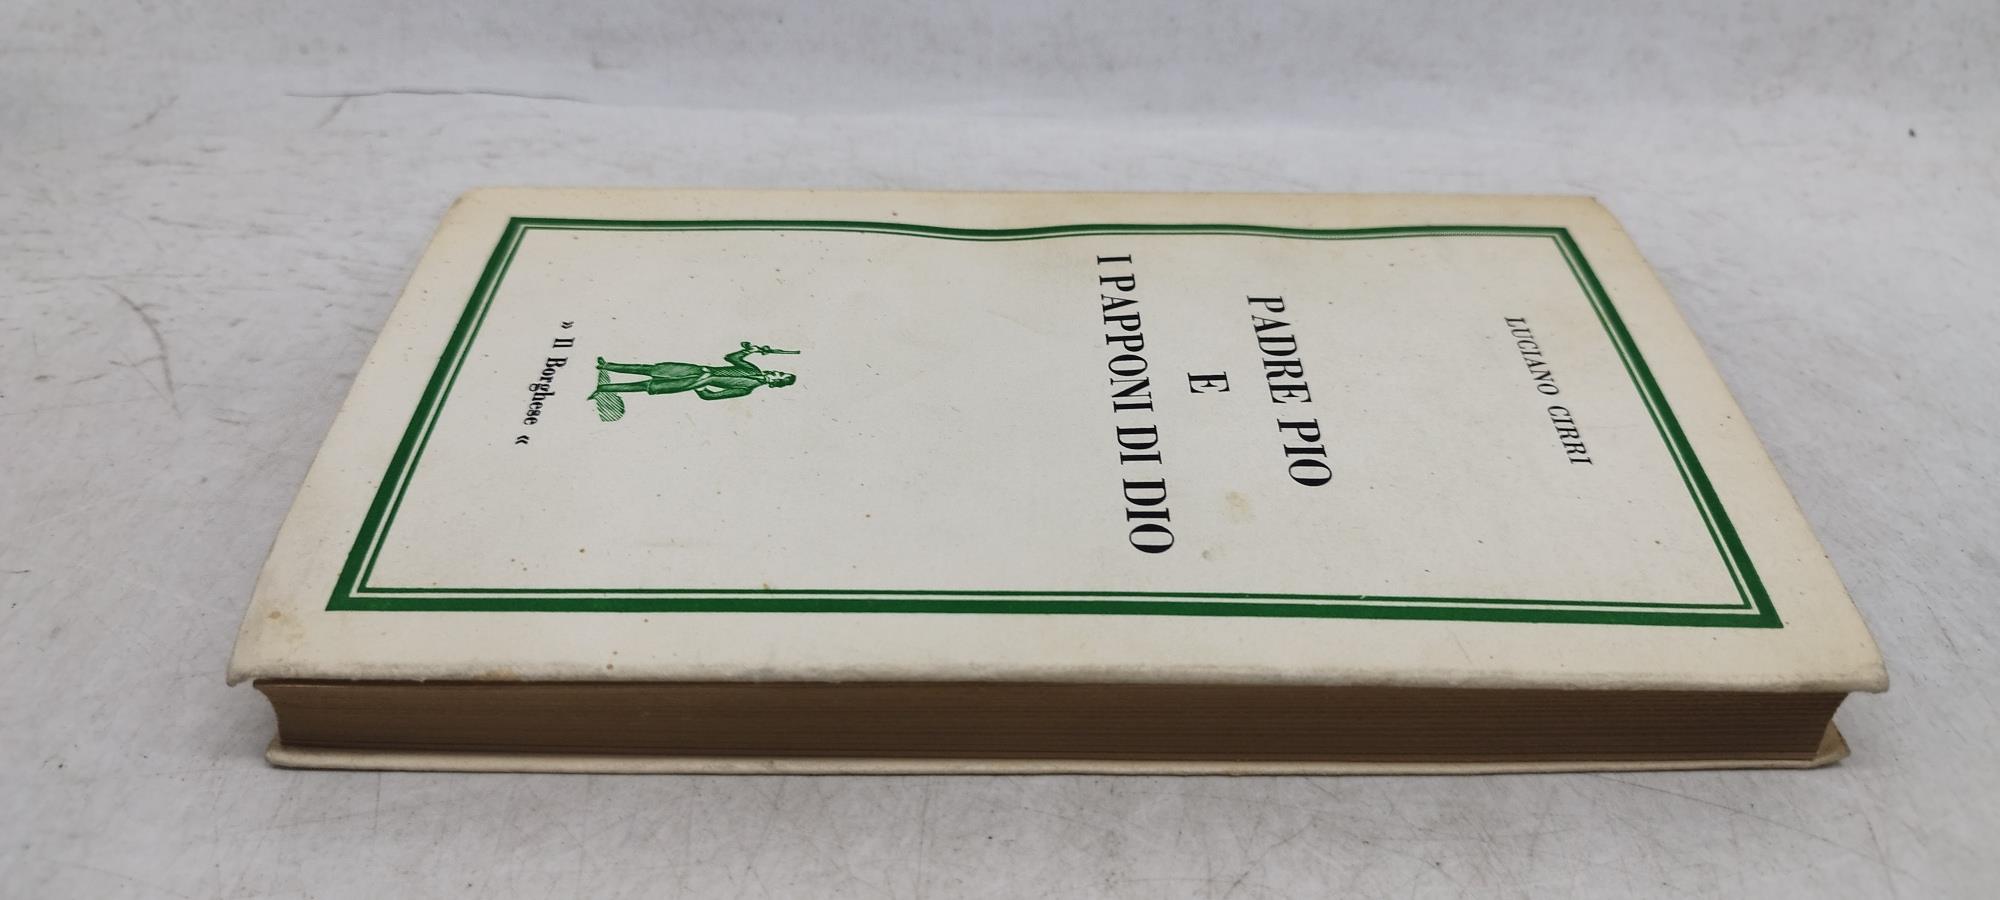 LUCIANO CIRRI
PADRE PIO
E
I PAPPONI DI DIO
» Il Borghese «